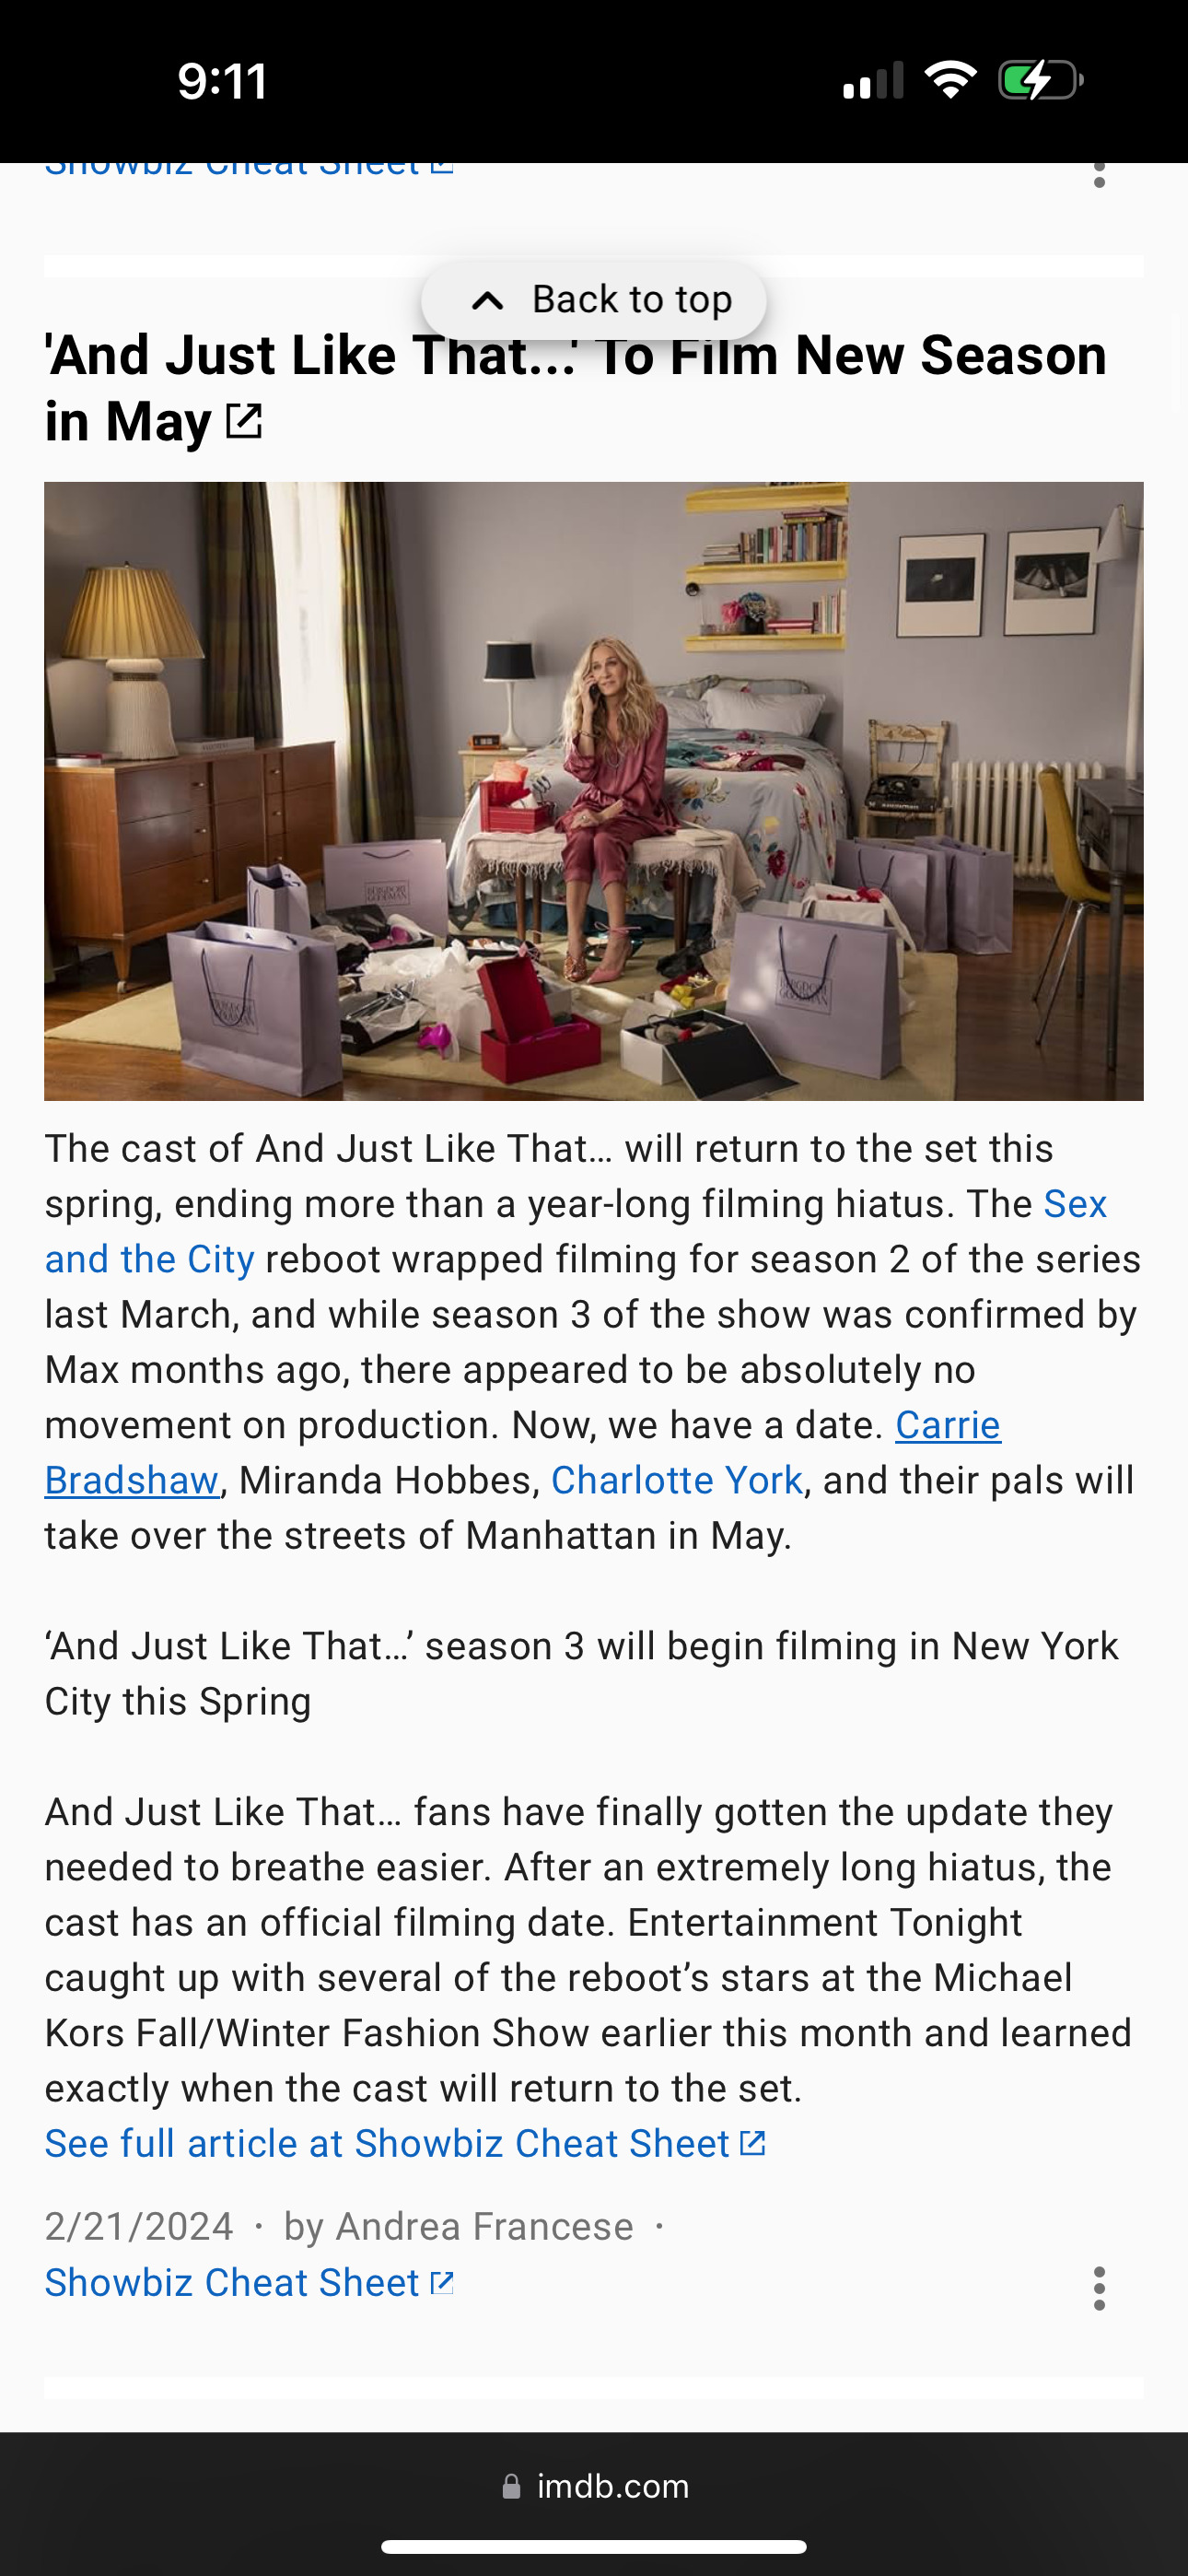 9:11
Showbiz Cheat Sheet
Back to top
'And Just Like That...' To Film New Season
in May
BERGDORF
GOODMAN
BERGDORF
GOODMAN
BERGDORF
GOODMAN
The cast of And Just Like That… will return to the set this
spring, ending more than a year-long filming hiatus. The Sex
and the City reboot wrapped filming for season 2 of the series
last March, and while season 3 of the show was confirmed by
Max months ago, there appeared to be absolutely no
movement on production. Now, we have a date. Carrie
Bradshaw, Miranda Hobbes, Charlotte York, and their pals will
take over the streets of Manhattan in May.
‘And Just Like That…’ season 3 will begin filming in New York
City this Spring
And Just Like That… fans have finally gotten the update they
needed to breathe easier. After an extremely long hiatus, the
cast has an official filming date. Entertainment Tonight
caught up with several of the reboot’s stars at the Michael
Kors Fall/Winter Fashion Show earlier this month and learned
exactly when the cast will return to the set.
See full article at Showbiz Cheat Sheet
2/21/2024 · by Andrea Francese ·
Showbiz Cheat Sheet
imdb.com